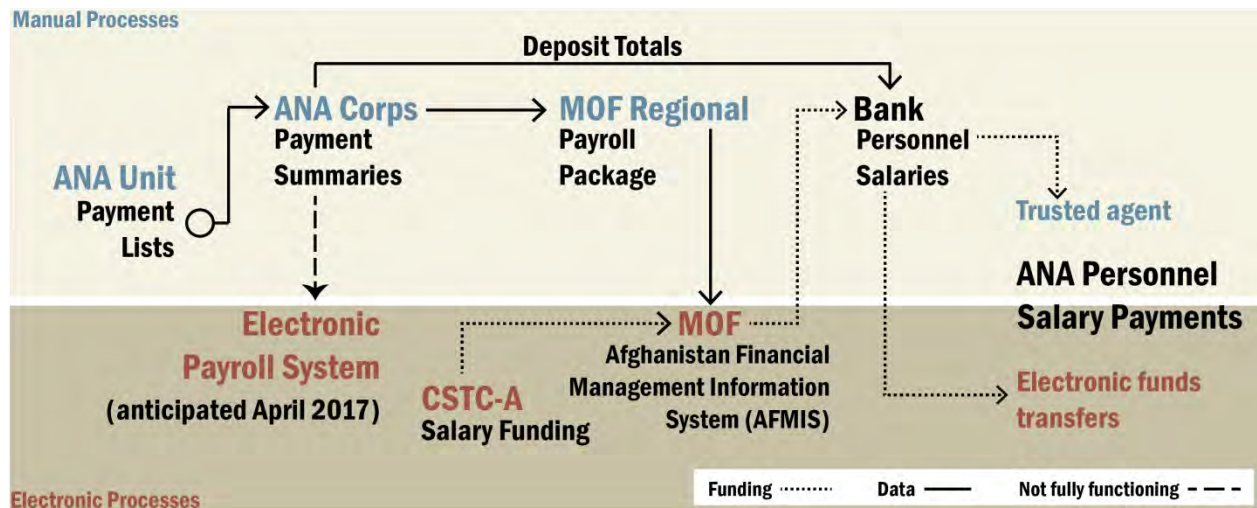 Manual Processes
Deposit Totals
ANA Corps
Payment
Summaries
MOF Regional
Payroll
Package
Bank
Personnel
Salaries
ANA Unit
Payment
Lists
Trusted agent
ANA Personnel
Salary Payments
Electronic
Payroll System
(anticipated April 2017)
CSTC-A
Salary Funding
MOF
Afghanistan Financial
Management Information
System (AFMIS)
Electronic funds
transfers
Funding
Data
Not fully functioning
Electronic Processes